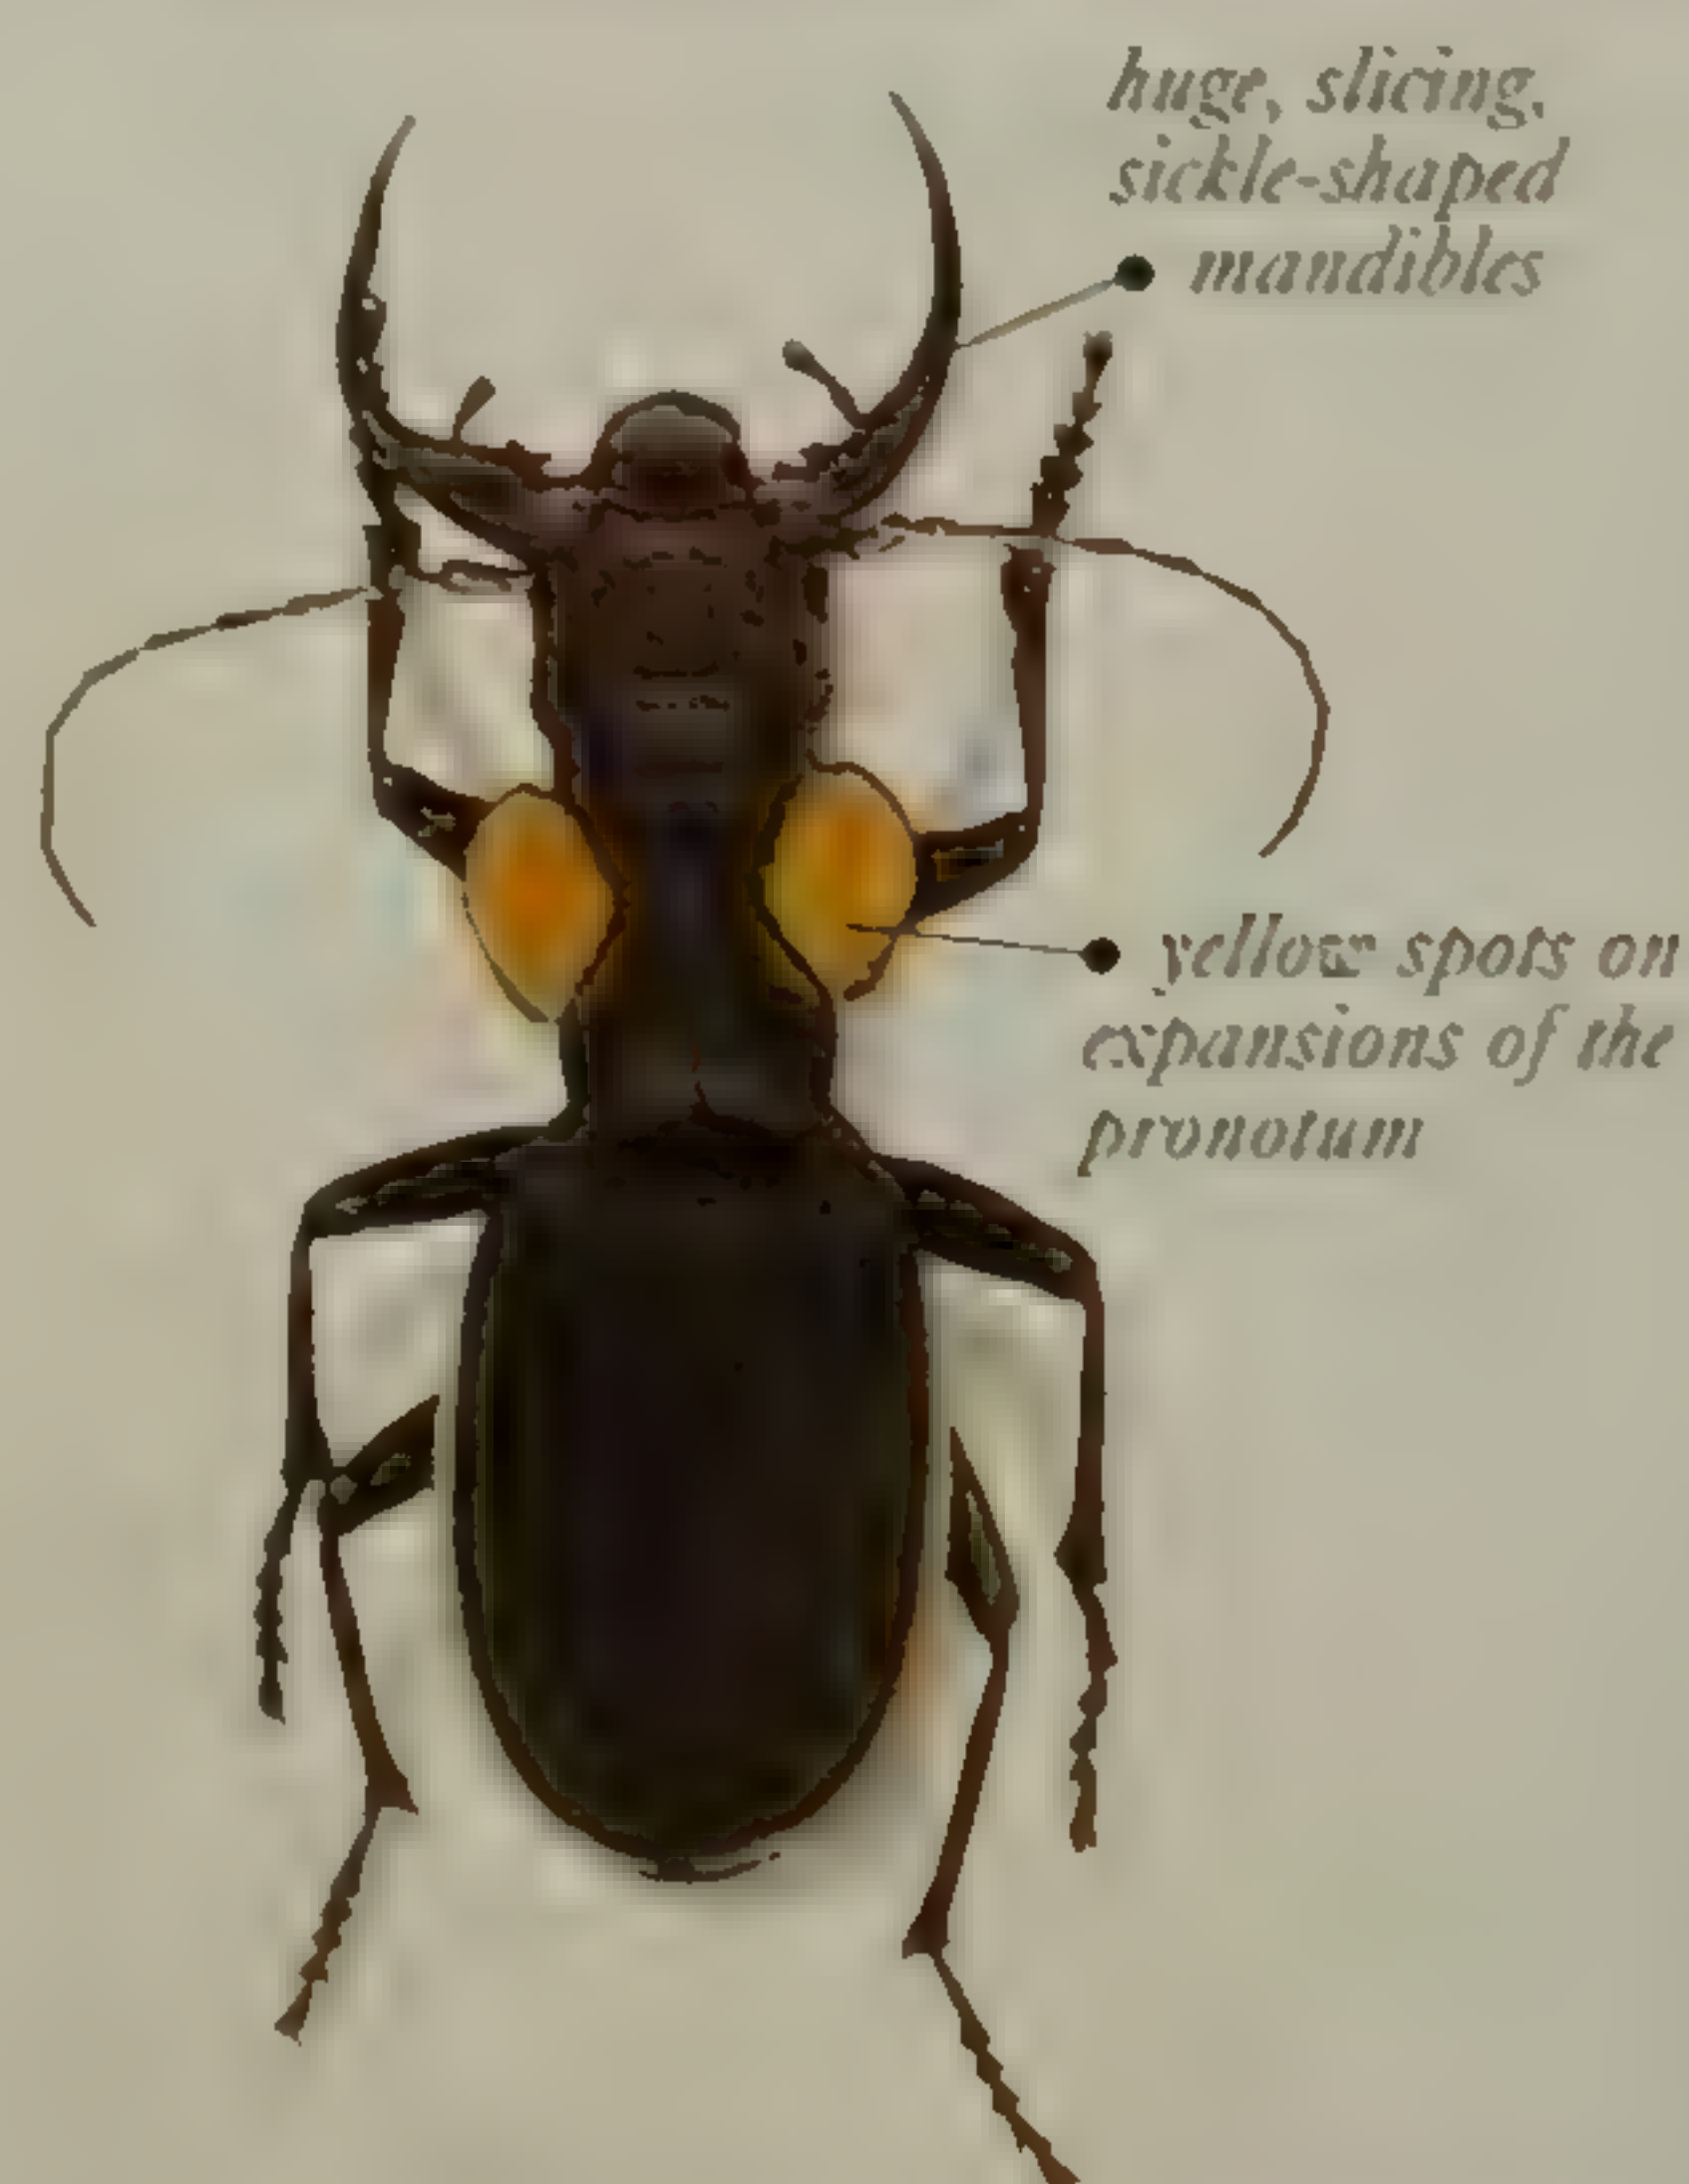 huge, slicing,
sickle-shaped
mandibles
yellow spots on
expansions of the
pronotum